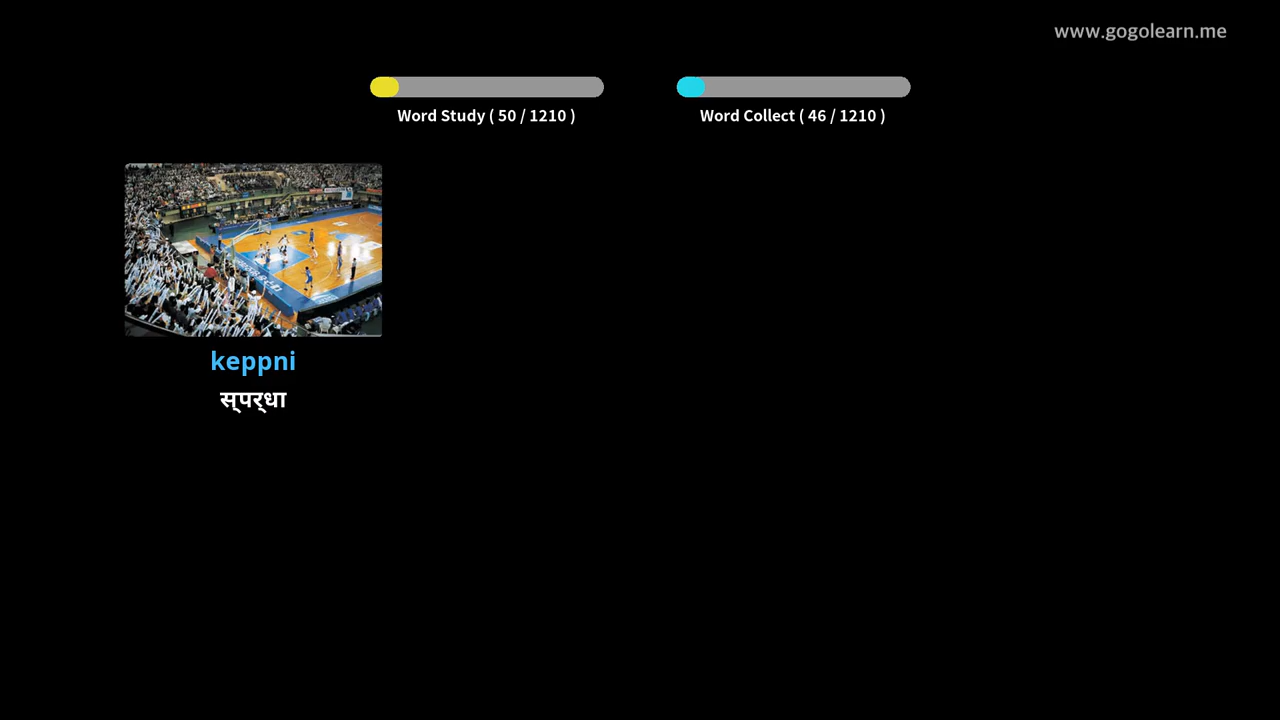 www.gogolearn.me
Word Study ( 50 / 1210 )
Word Collect ( 46 / 1210 )
keppni
स्पर्धा